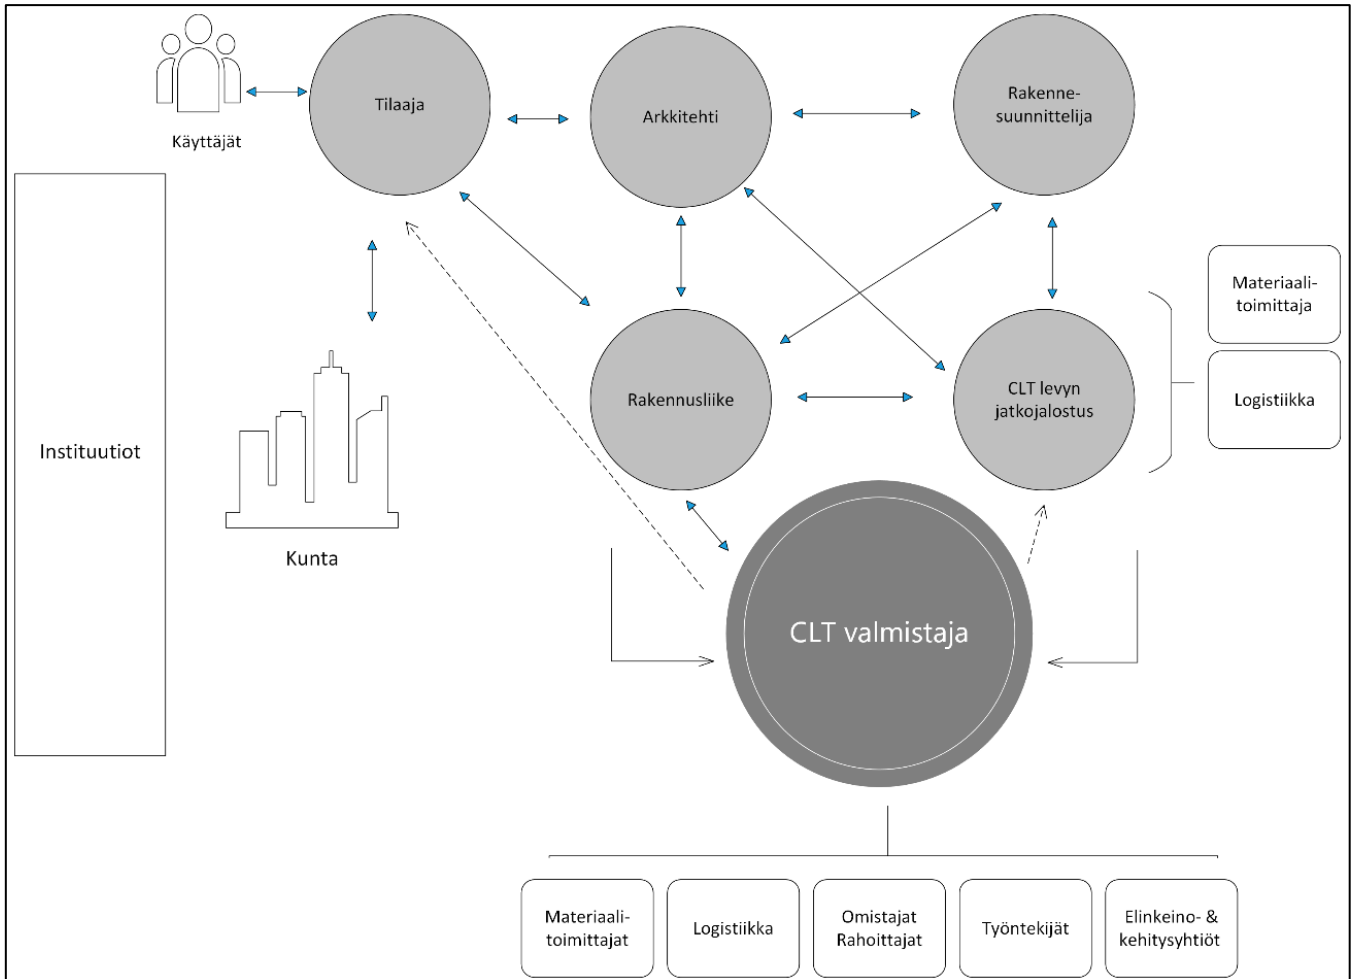 Käyttäjät
Tilaaja
Arkkitehti
Rakenne-
suunnittelija
Instituutiot
Kunta
Rakennusliike
CLT levyn
jatkojalostus
Materiaali-
toimittaja
Logistiikka
CLT valmistaja
Materiaali-
toimittajat
Logistiikka
Omistajat
Rahoittajat
Työntekijät
Elinkeino- &
kehitysyhtiöt